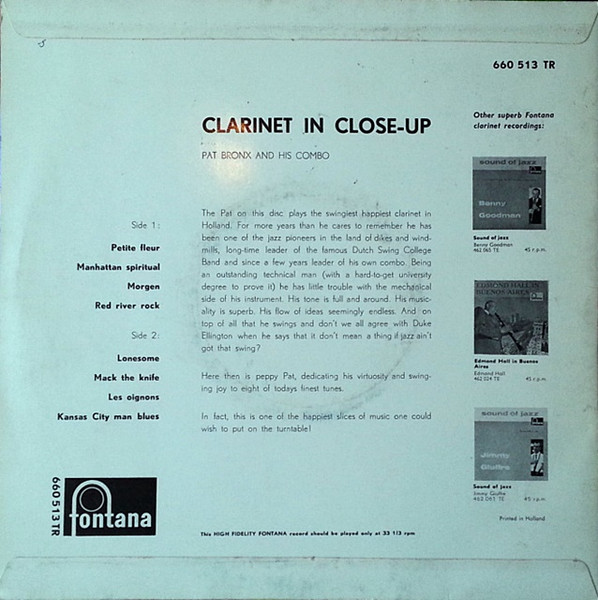 660 513 TR
CLARINET IN CLOSE-UP
PAT BRONX AND HIS COMBO
Side 1:
Petite fleur
Manhattan spiritual
Morgen
Red river rock
Side 2:
Lonesome
Mack the knife
Les oignons
Kansas City man blues
The Pat on this disc plays the swingiest happiest clarinet in
Holland. For more years than he cares to remember he has
been one of the jazz pioneers in the land of dikes and wind-
mills, long-time leader of the famous Dutch Swing College
Band and since a few years leader of his own combo. Being
an outstanding technical man (with a hard-to-get university
degree to prove it) he has little trouble with the mechanical
side of his instrument. His tone is full and around. His music-
ality is superb. His flow of ideas seemingly endless. And on
top of all that he swings and don't we all agree with Duke
Ellington when he says that it don't mean a thing if jazz ain't
got that swing?
Here then is peppy Pat, dedicating his virtuosity and swing-
ing joy to eight of todays finest tunes.
In fact, this is one of the happiest slices of music one could
wish to put on the turntable!
Other superb Fontana
clarinet recordings:
sound of jazz
Benny
Goodman
Sound of jazz
Benny Goodman
462 065 TE 45 r.p.m.
EDMOND HALL IN
BUENOS AIRES
Edmond Hall in Buenos
Aires
Edmond Hall
462 024 TE 45 r.p.m.
sound of jazz
Jimmy
Giuffre
Sound of jazz
Jimmy Giuffre
45 r.p.m.
Printed in Holland
660 513 TR
fontana
This HIGH FIDELITY FONTANA record should be played only at 33 1/3 rpm